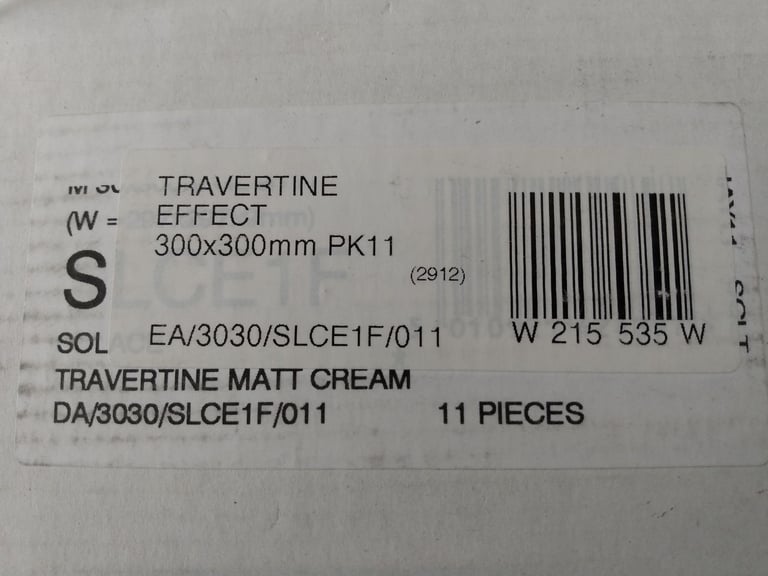 TRAVERTINE
(W = EFFECT
300x300mm PK11
(2912)
S LCE1F
W 215 535 W
SOL EA/3030/SLCE1F/011
TRAVERTINE MATT CREAM
DA/3030/SLCE1F/011 11 PIECES